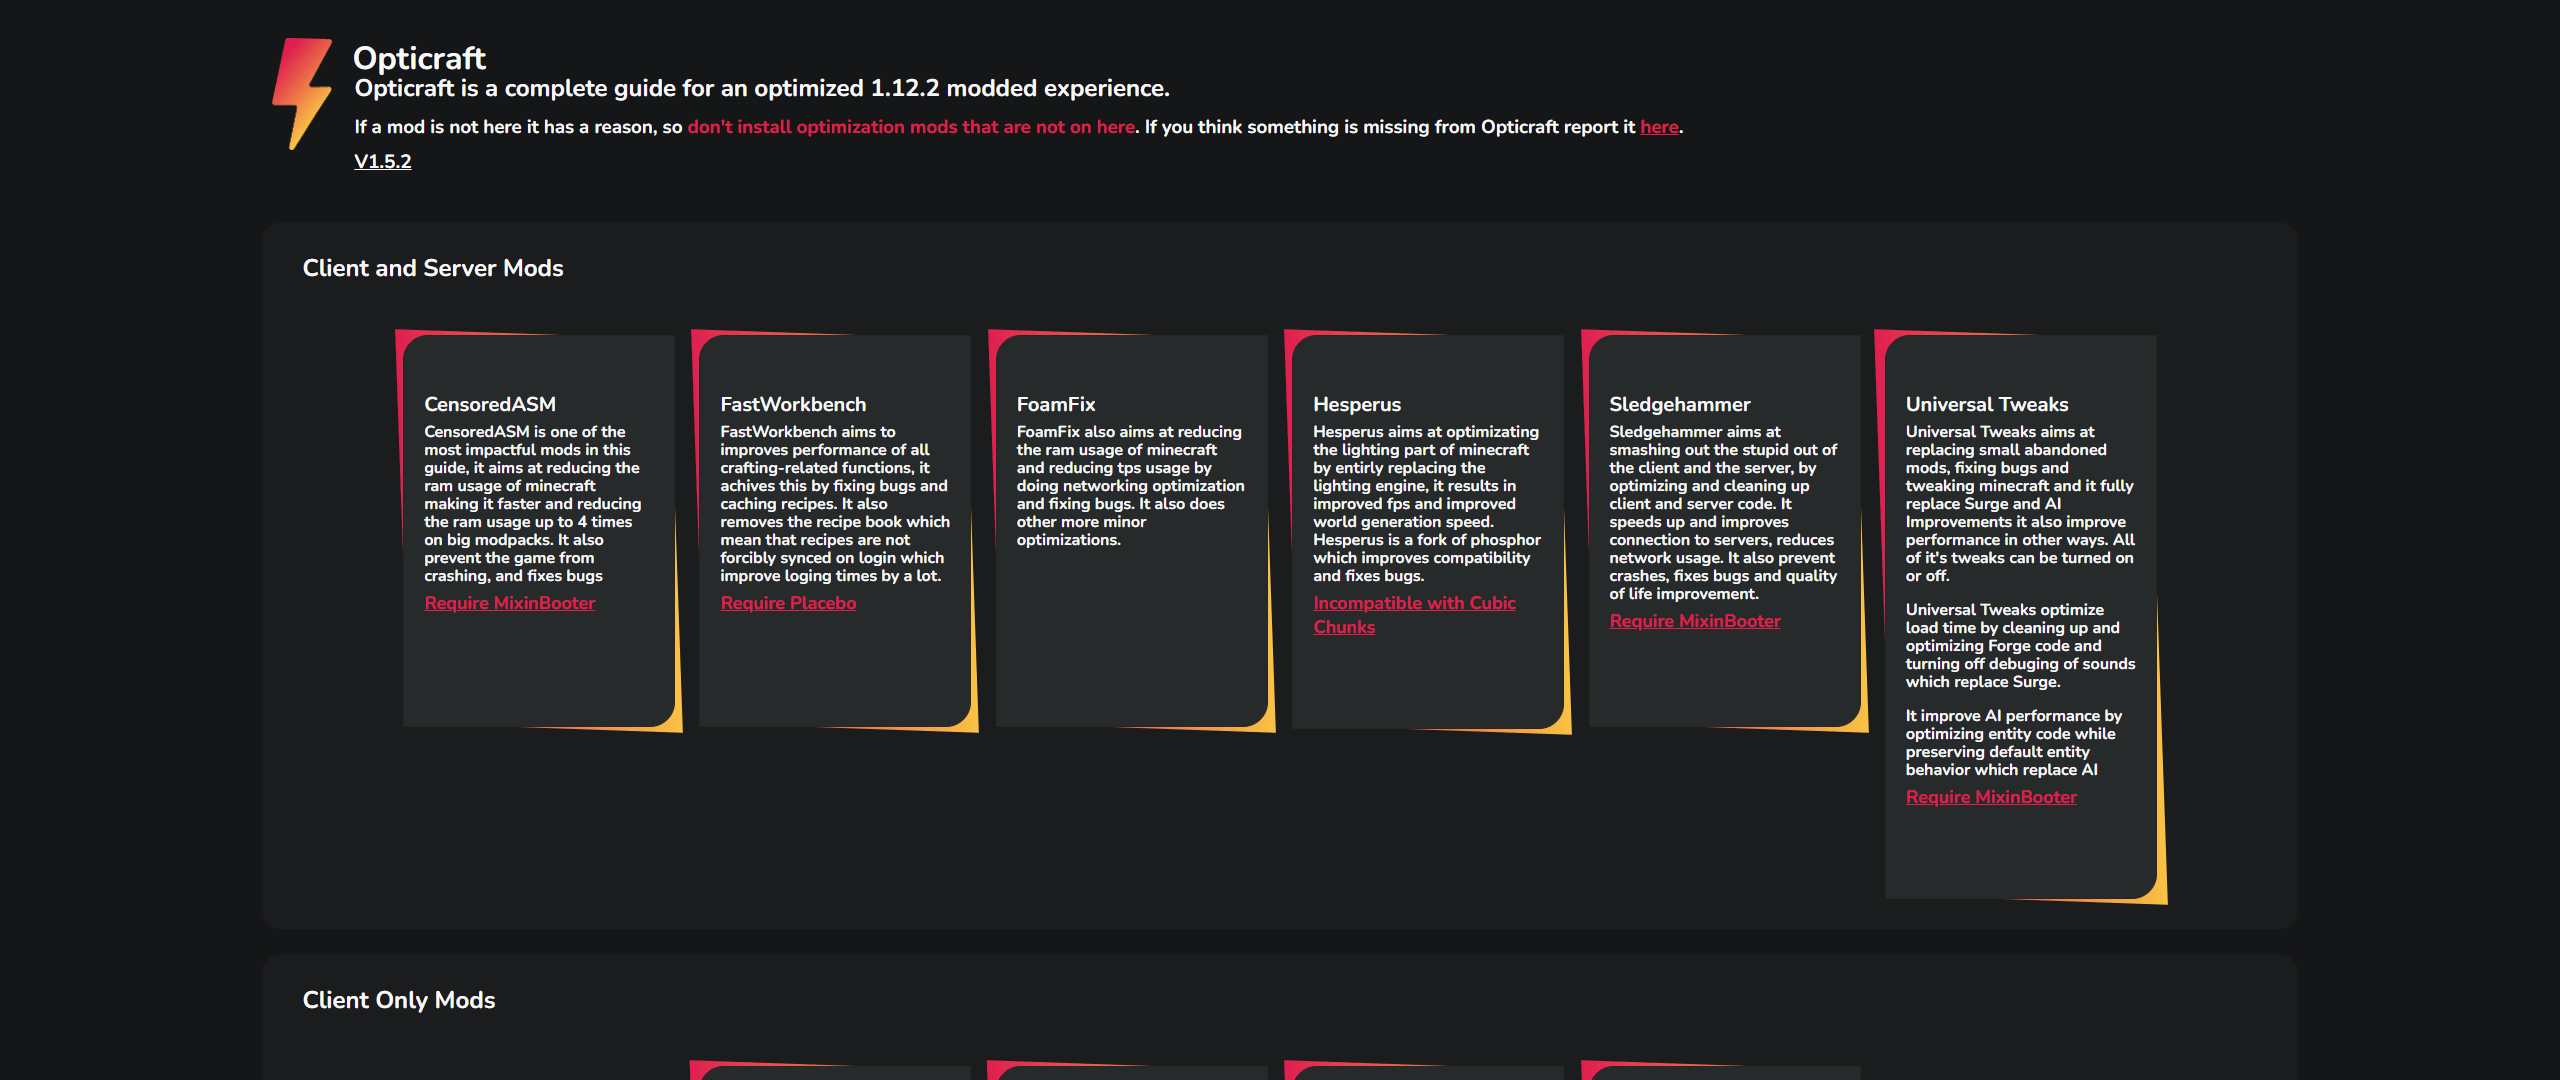 Opticraft
Opticraft is a complete guide for an optimized 1.12.2 modded experience.
If a mod is not here it has a reason, so don't install optimization mods that are not on here. If you think something is missing from Opticraft report it here.
V1.5.2
Client and Server Mods
CensoredASM
CensoredASM is one of the
most impactful mods in this
guide, it aims at reducing the
ram usage of minecraft
making it faster and reducing
the ram usage up to 4 times
on big modpacks. It also
prevent the game from
crashing, and fixes bugs
Require MixinBooter
FastWorkbench
FastWorkbench aims to
improves performance of all
crafting-related functions, it
achives this by fixing bugs and
caching recipes. It also
removes the recipe book which
mean that recipes are not
forcibly synced on login which
improve loging times by a lot.
Require Placebo
FoamFix
FoamFix also aims at reducing
the ram usage of minecraft
and reducing tps usage by
doing networking optimization
and fixing bugs. It also does
other more minor
optimizations.
Hesperus
Hesperus aims at optimizating
the lighting part of minecraft
by entirly replacing the
lighting engine, it results in
improved fps and improved
world generation speed.
Hesperus is a fork of phosphor
which improves compatibility
and fixes bugs.
Incompatible with Cubic
Chunks
Sledgehammer
Sledgehammer aims at
smashing out the stupid out of
the client and the server, by
optimizing and cleaning up
client and server code. It
speeds up and improves
connection to servers, reduces
network usage. It also prevent
crashes, fixes bugs and quality
of life improvement.
Require MixinBooter
Universal Tweaks
Universal Tweaks aims at
replacing small abandoned
mods, fixing bugs and
tweaking minecraft and it fully
replace Surge and AI
Improvements it also improve
performance in other ways. All
of it's tweaks can be turned on
or off.
Universal Tweaks optimize
load time by cleaning up and
optimizing Forge code and
turning off debuging of sounds
which replace Surge.
It improve AI performance by
optimizing entity code while
preserving default entity
behavior which replace AI
Require MixinBooter
Client Only Mods